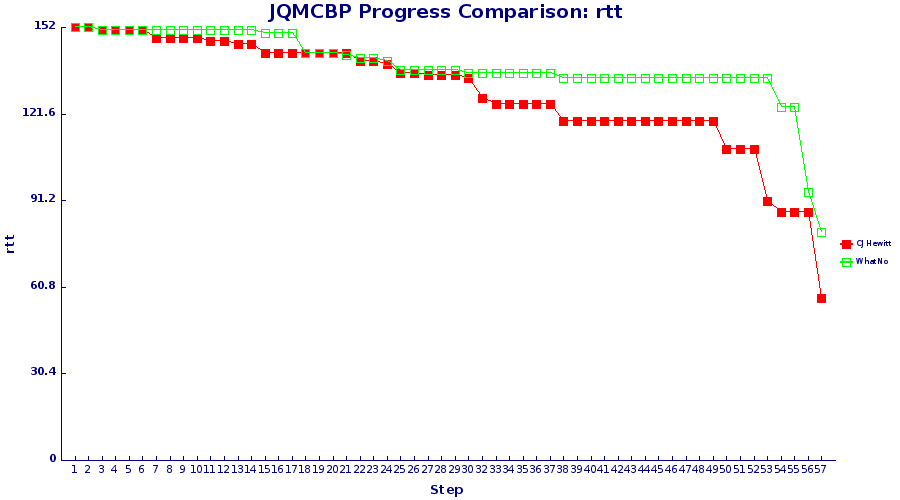 JQMCBP Progress Comparison: rtt
152
121.6
91.2
60.8
30.4
0
rtt
1 2 3 4 5 6 7 8 9 10 11 12 13 14 15 16 17 18 19 20 21 22 23 24 25 26 27 28 29 30 31 32 33 34 35 36 37 38 39 40 41 42 43 44 45 46 47 48 49 50 51 52 53 54 55 56 57
Step
CJ Hewitt
WhatNo